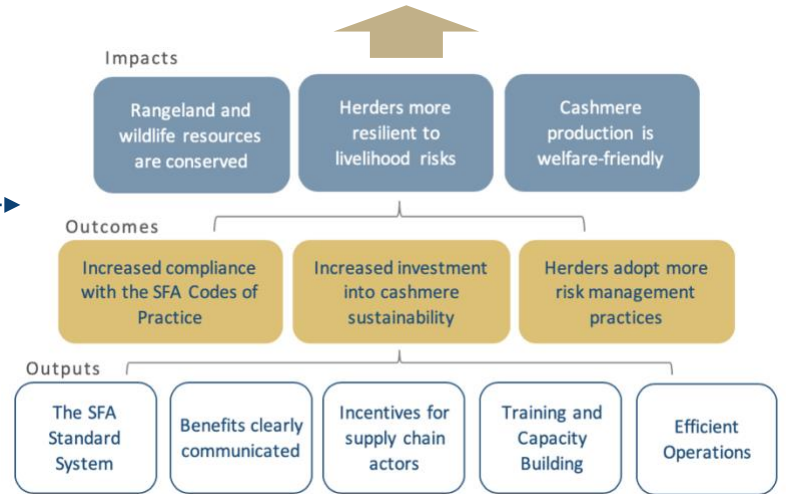 Impacts
Rangeland and
wildlife resources
are conserved
Herders more
resilient to
livelihood risks
Cashmere
production is
welfare-friendly
Outcomes
Increased compliance
with the SFA Codes of
Practice
Increased investment
into cashmere
sustainability
Herders adopt more
risk management
practices
Outputs
The SFA
Standard
System
Benefits clearly
communicated
Incentives for
supply chain
actors
Training and
Capacity
Building
Efficient
Operations